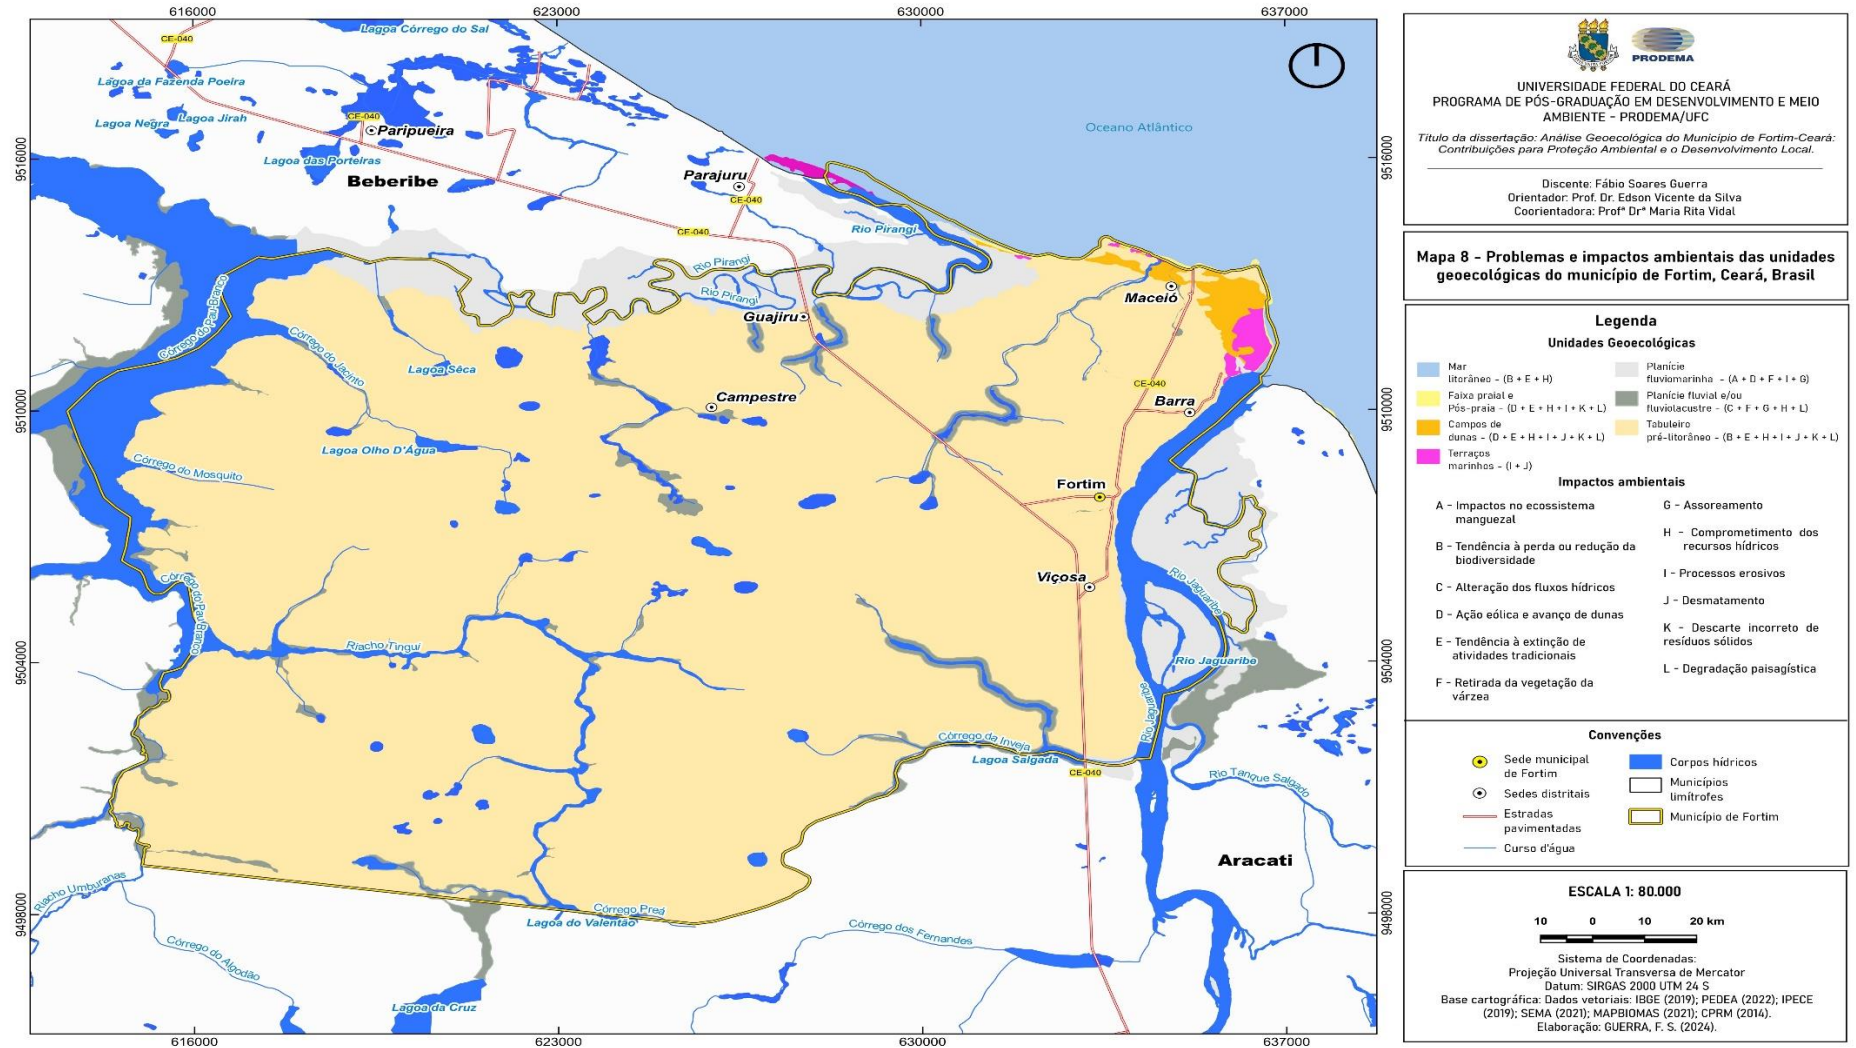 616000
623000
630000
637000
CE-040
Lagoa Córrego do Sal
Lagoa da Fazenda Poeira
Lagoa Negra
Lagoa Jirah
CE-040
Paripueira
Lagoa das Porteiras
Beberibe
Parajuru
CE-040
CE-040
Oceano Atlântico
Rio Pirangi
Rio Pirangi
Rio Pirangi
Guajiru
Maceió
Córrego do Pau Branco
Córrego do Jacinto
Lagoa Sêca
Campestre
CE-040
Barra
Lagoa Olho D'Água
Córrego do Mosquito
Fortim
Viçosa
Córrego do Pau Branco
Rio Jaguaribe
Riacho Tinguí
Rio Jaguaribe
Rio Jaguaribe
Córrego da Inveja
Lagoa Salgada
CE-040
Rio Tanque Salgado
Aracati
Riacho Umburanas
Córrego Preá
Lagoa do Valentão
Córrego do Algodão
Córrego dos Fernandes
Lagoa da Cruz
9516000
9510000
9504000
9498000
9516000
9510000
9504000
9498000
616000
623000
630000
637000
PRODEMA
UNIVERSIDADE FEDERAL DO CEARÁ
PROGRAMA DE PÓS-GRADUAÇÃO EM DESENVOLVIMENTO E MEIO
AMBIENTE - PRODEMA/UFC
Título da dissertação: Análise Geoecológica do Município de Fortim-Ceará:
Contribuições para Proteção Ambiental e o Desenvolvimento Local.
Discente: Fábio Soares Guerra
Orientador: Prof. Dr. Edson Vicente da Silva
Coorientadora: Profª Drª Maria Rita Vidal
Mapa 8 - Problemas e impactos ambientais das unidades
geoecológicas do município de Fortim, Ceará, Brasil
Legenda
Unidades Geoecológicas
Mar
litorâneo - (B + E + H)
Faixa praial e
Pós-praia - (D + E + H + I + K + L)
Campos de
dunas - (D + E + H + I + J + K + L)
Terraços
marinhos - (I + J)
Planície
fluviomarinha - (A + D + F + I + G)
Planície fluvial e/ou
fluviolacustre - (C + F + G + H + L)
Tabuleiro
pré-litorâneo - (B + E + H + I + J + K + L)
Impactos ambientais
A - Impactos no ecossistema
manguezal
B - Tendência à perda ou redução da
biodiversidade
C - Alteração dos fluxos hídricos
D - Ação eólica e avanço de dunas
E - Tendência à extinção de
atividades tradicionais
F - Retirada da vegetação da
várzea
G - Assoreamento
H - Comprometimento dos
recursos hídricos
I - Processos erosivos
J - Desmatamento
K - Descarte incorreto de
resíduos sólidos
L - Degradação paisagística
Convenções
Sede municipal
de Fortim
Sedes distritais
Estradas
pavimentadas
Curso d'água
Corpos hídricos
Municípios
limítrofes
Município de Fortim
ESCALA 1: 80.000
10 0 10 20 km
Sistema de Coordenadas:
Projeção Universal Transversa de Mercator
Datum: SIRGAS 2000 UTM 24 S
Base cartográfica: Dados vetoriais: IBGE (2019); PEDEA (2022); IPECE
(2019); SEMA (2021); MAPBIOMAS (2021); CPRM (2014).
Elaboração: GUERRA, F. S. (2024).